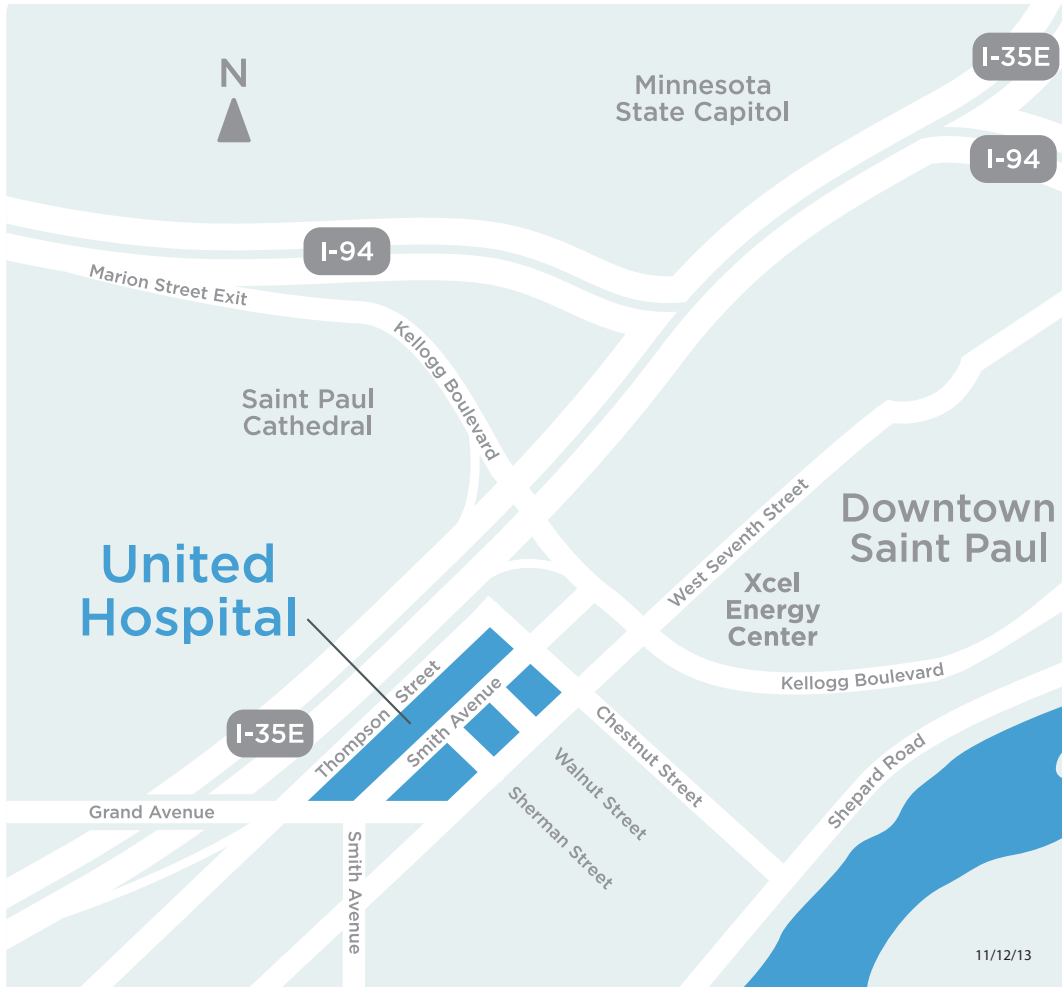 I-35E
N
Minnesota
State Capitol
I-94
I-94
Marion Street Exit
Kellogg Boulevard
Saint Paul
Cathedral
West Seventh Street
Downtown
Saint Paul
United
Hospital
Xcel
Energy
Center
Kellogg Boulevard
Thompson Street
Smith Avenue
I-35E
Chestnut Street
Walnut Street
Sherman Street
Shepard Road
Grand Avenue
Smith Avenue
11/12/13